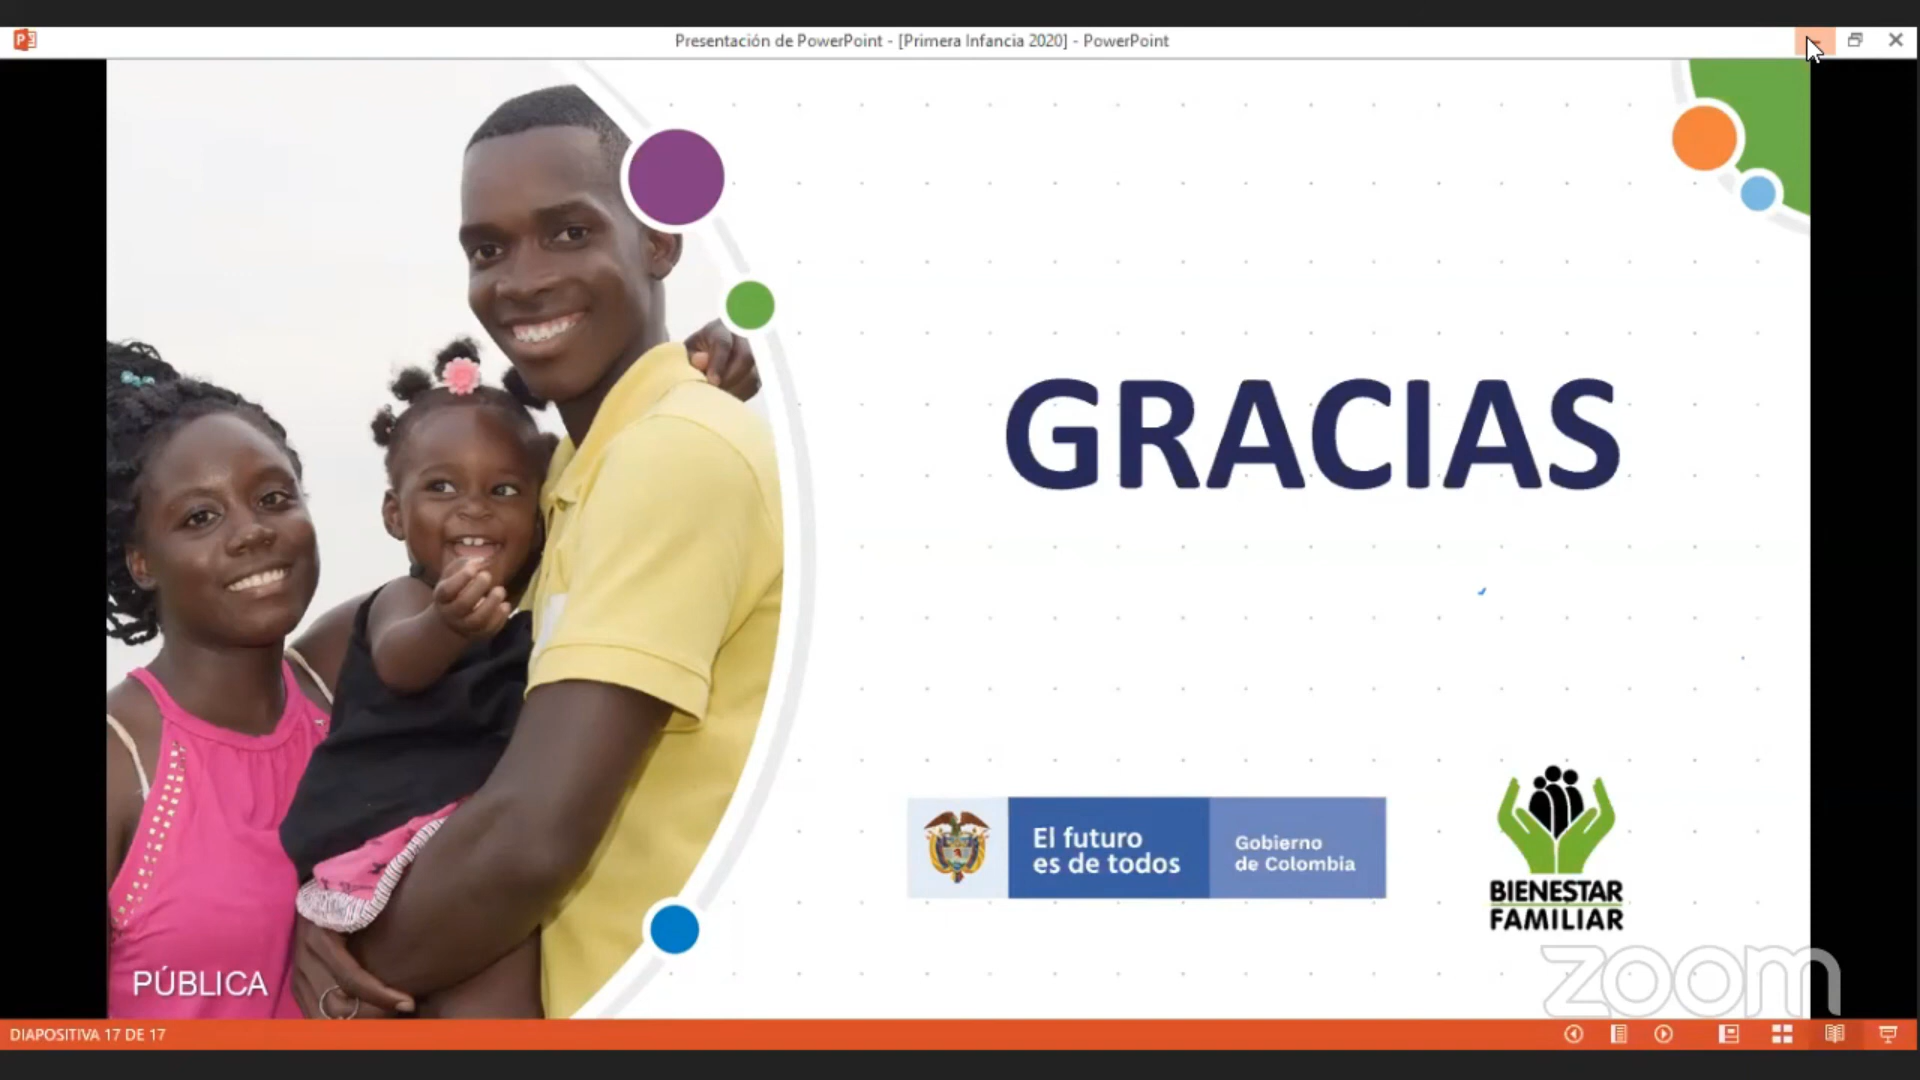 Presentación de PowerPoint - [Primera Infancia 2020] - PowerPoint
GRACIAS
El futuro
es de todos
Gobierno
de Colombia
BIENESTAR
FAMILIAR
PÚBLICA
zoom
DIAPOSITIVA 17 DE 17